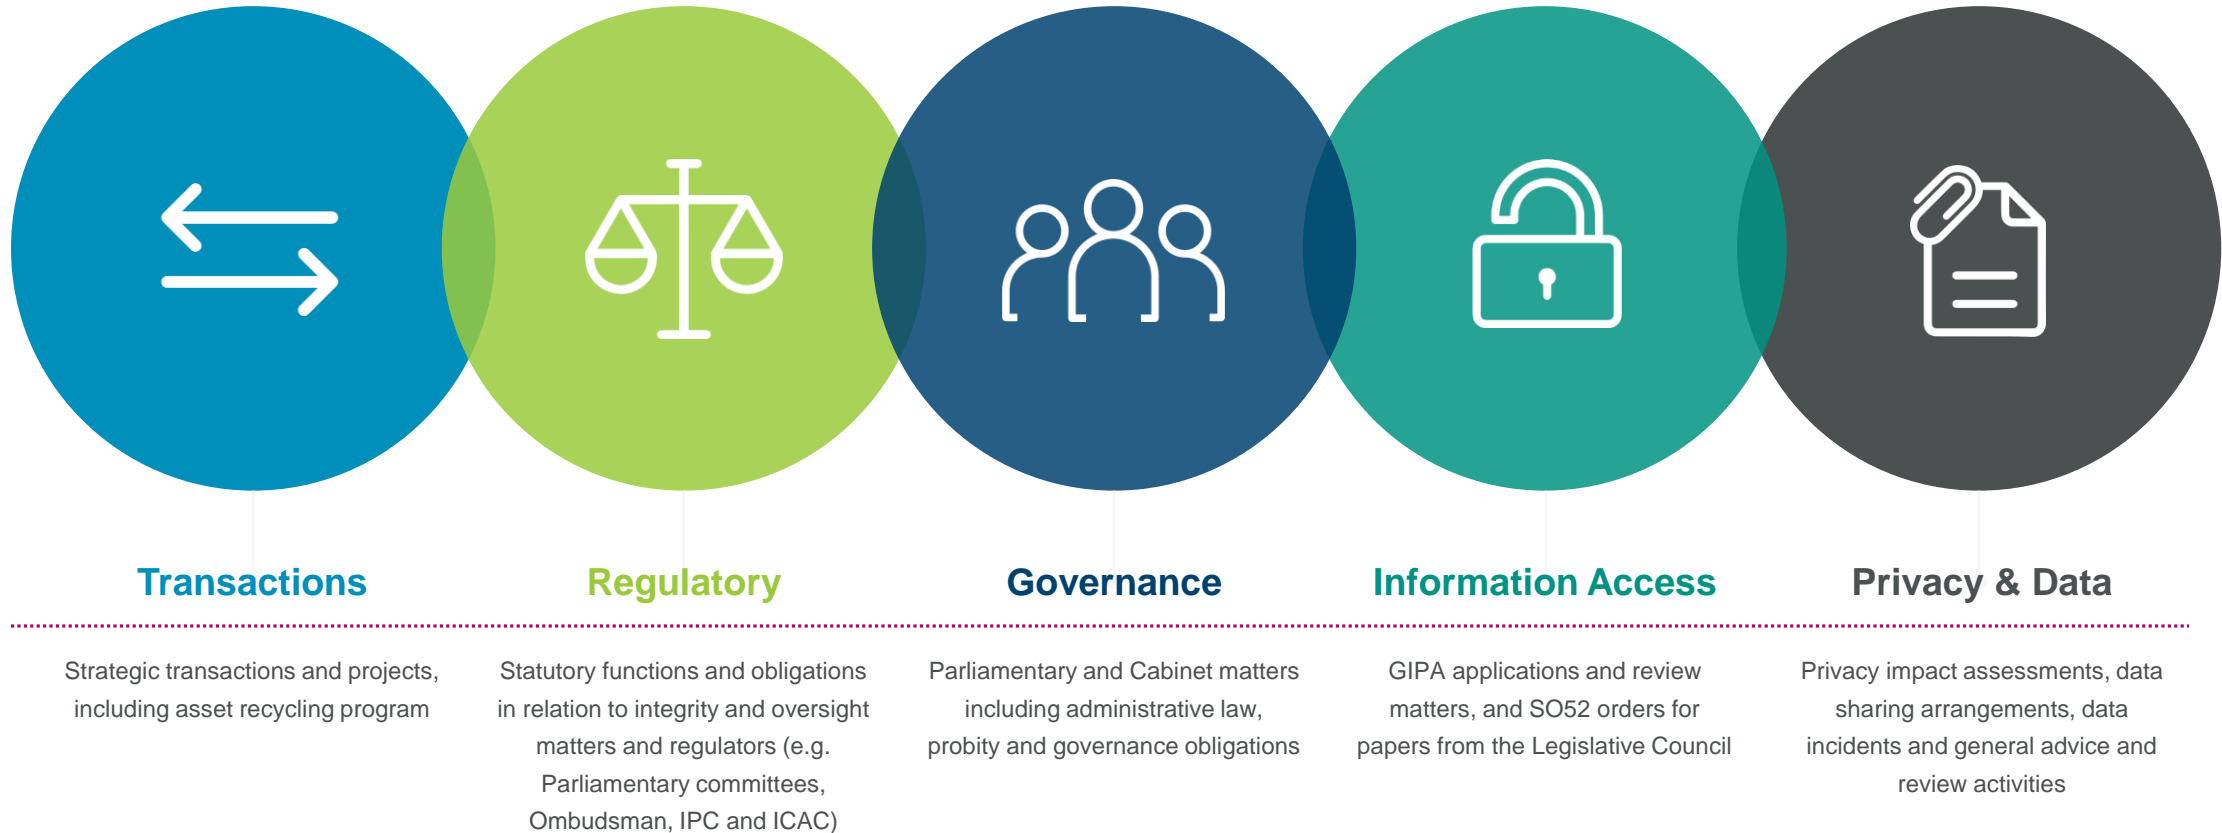 Transactions
Strategic transactions and projects,
including asset recycling program
Regulatory
Statutory functions and obligations
in relation to integrity and oversight
matters and regulators (e.g.
Parliamentary committees,
Ombudsman, IPC and ICAC)
Governance
Parliamentary and Cabinet matters
including administrative law,
probity and governance obligations
Information Access
GIPA applications and review
matters, and SO52 orders for
papers from the Legislative Council
Privacy & Data
Privacy impact assessments, data
sharing arrangements, data
incidents and general advice and
review activities